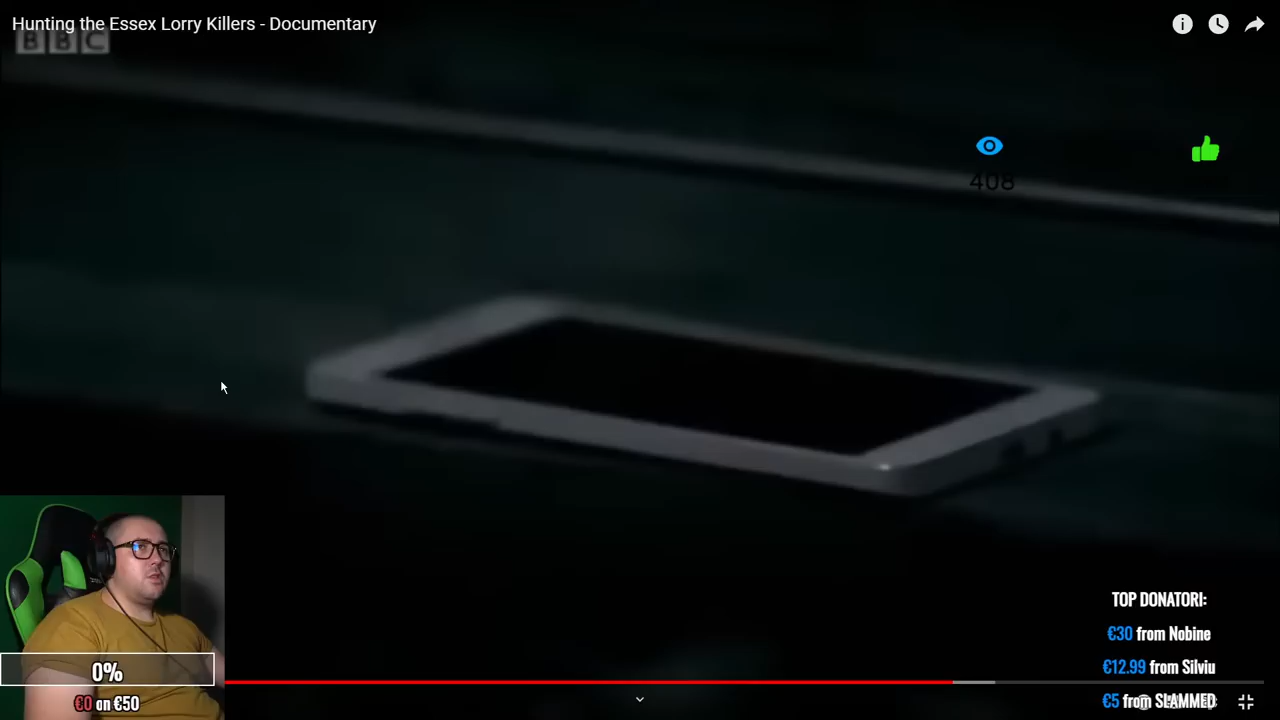 Hunting the Essex Lorry Killers - Documentary
BBC
408
TOP DONATORI:
€30 from Nobine
€12.99 from Silviu
€5 from SLAMMED
0%
€0 on €50